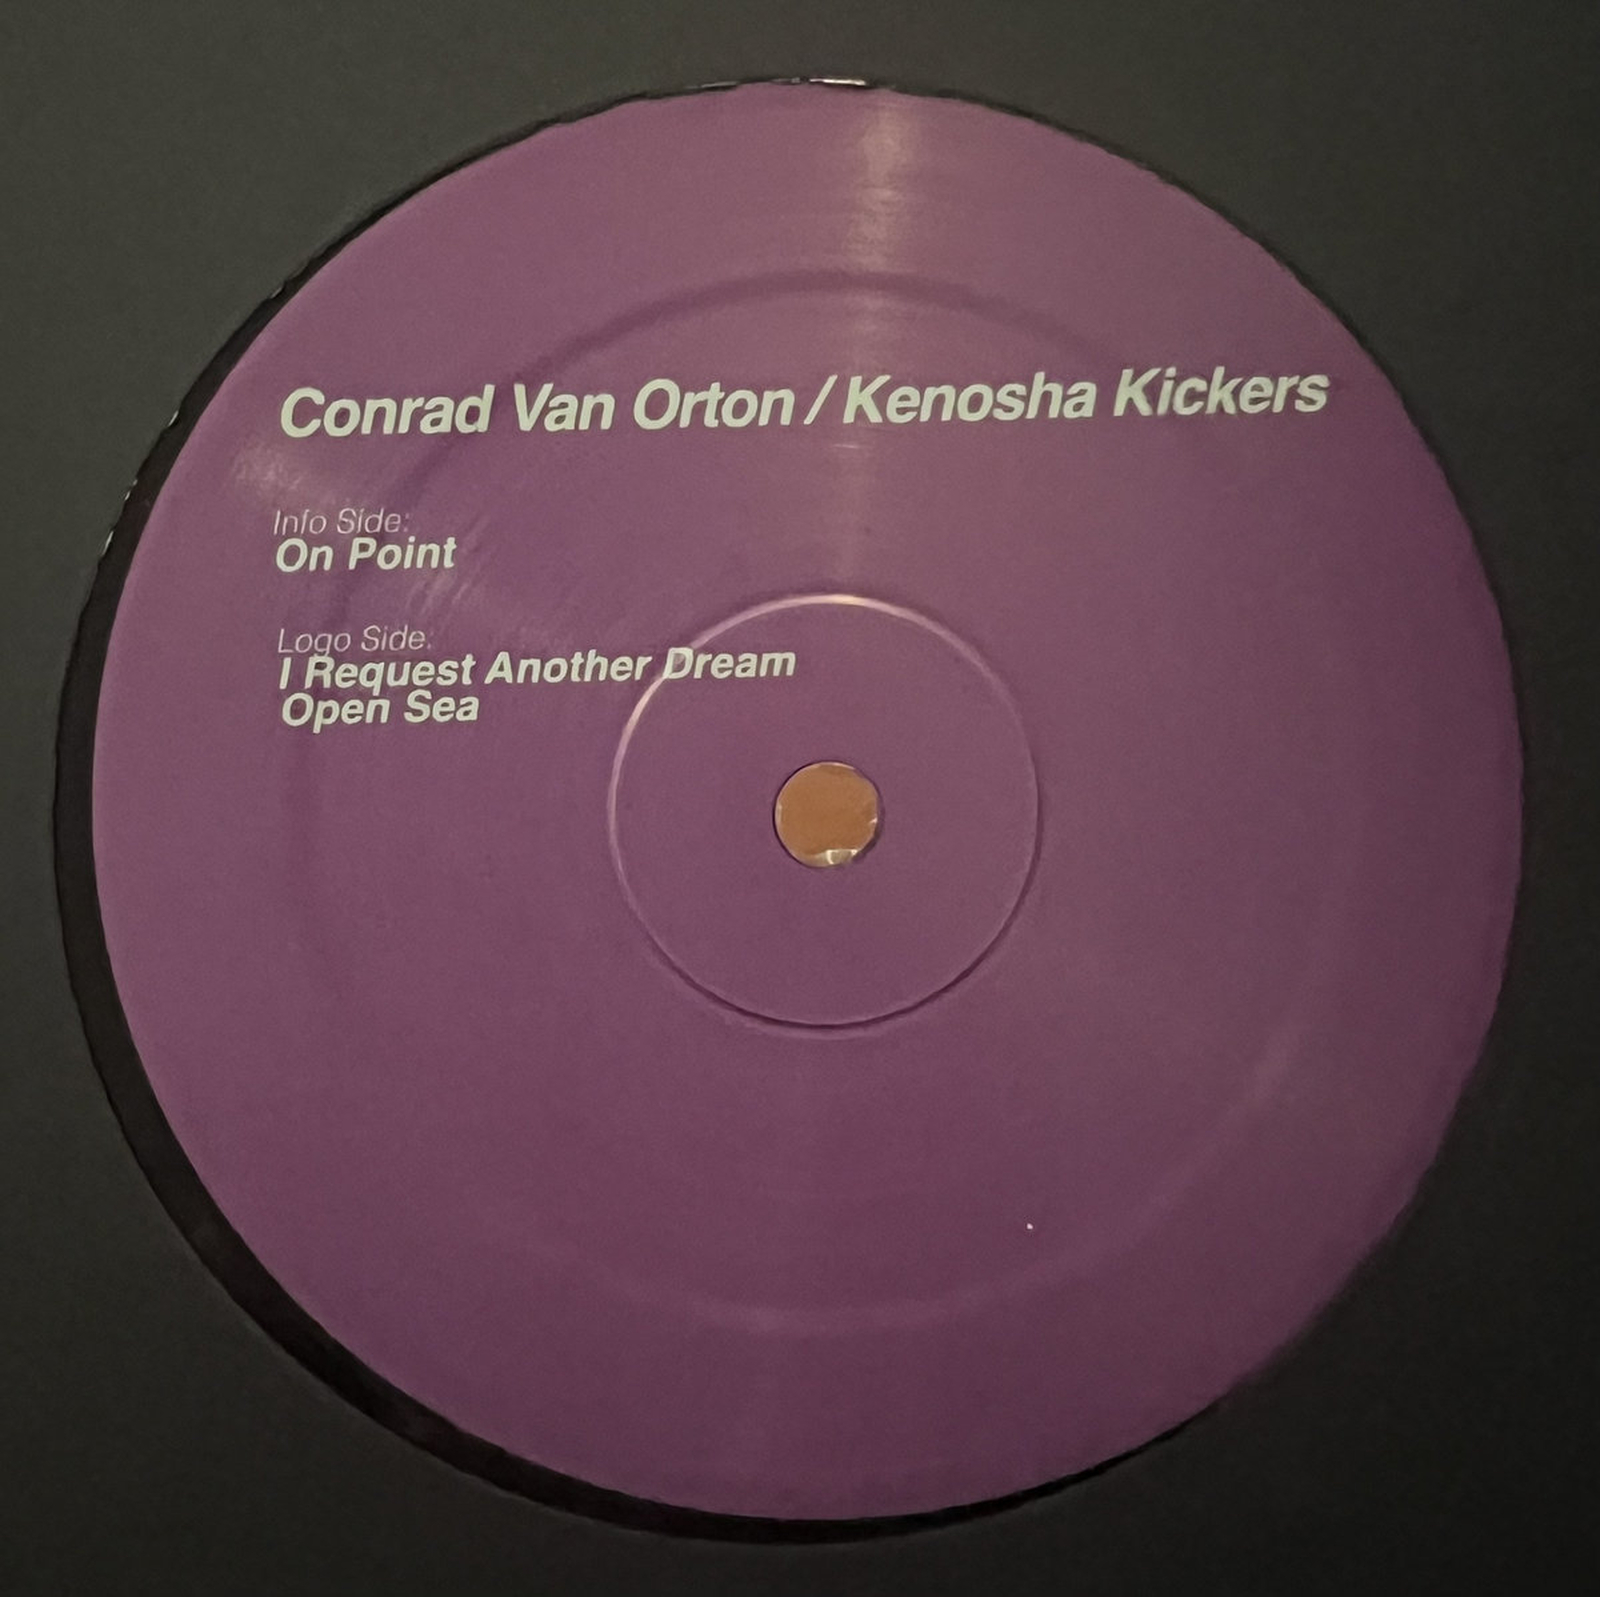 Conrad Van Orton / Kenosha Kickers
Info Side:
On Point
Logo Side:
I Request Another Dream
Open Sea